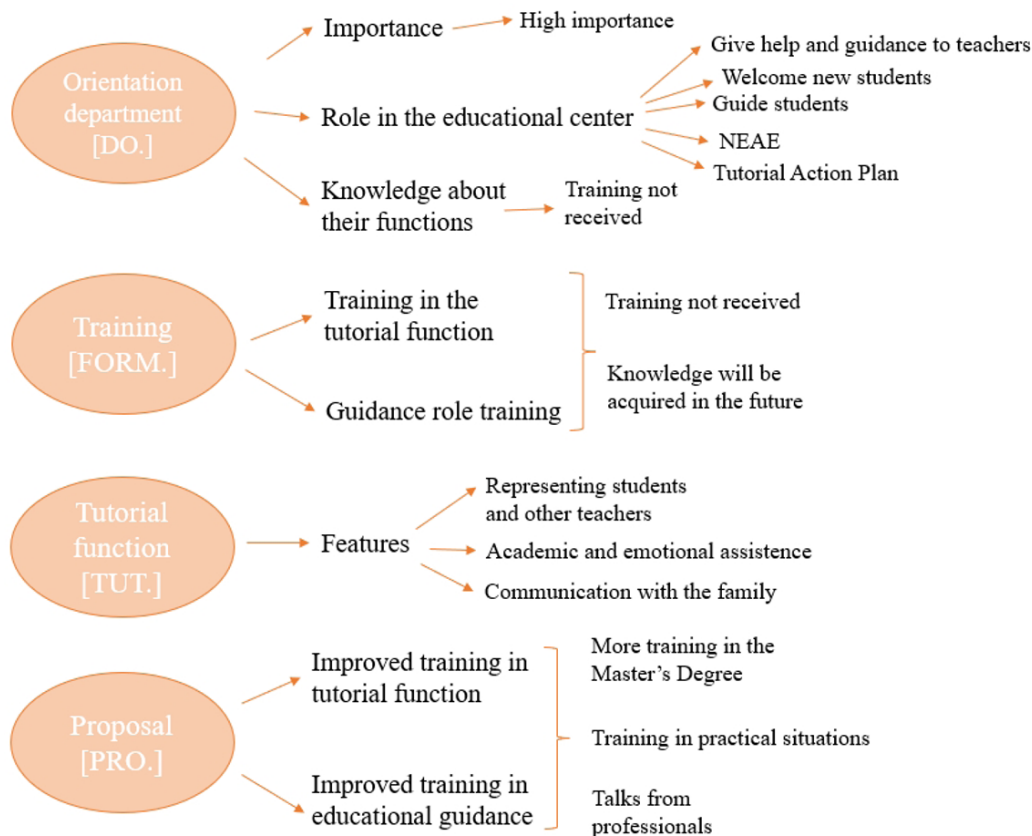 Orientation
department
[DO.]
Importance
High importance
Role in the educational center
Give help and guidance to teachers
Welcome new students
Guide students
NEAE
Tutorial Action Plan
Knowledge about
their functions
Training not
received
Training
[FORM.]
Training in the
tutorial function
Guidance role training
Training not received
Knowledge will be
acquired in the future
Tutorial
function
[TUT.]
Features
Representing students
and other teachers
Academic and emotional assistence
Communication with the family
Proposal
[PRO.]
Improved training in
tutorial function
Improved training in
educational guidance
More training in the
Master's Degree
Training in practical situations
Talks from
professionals